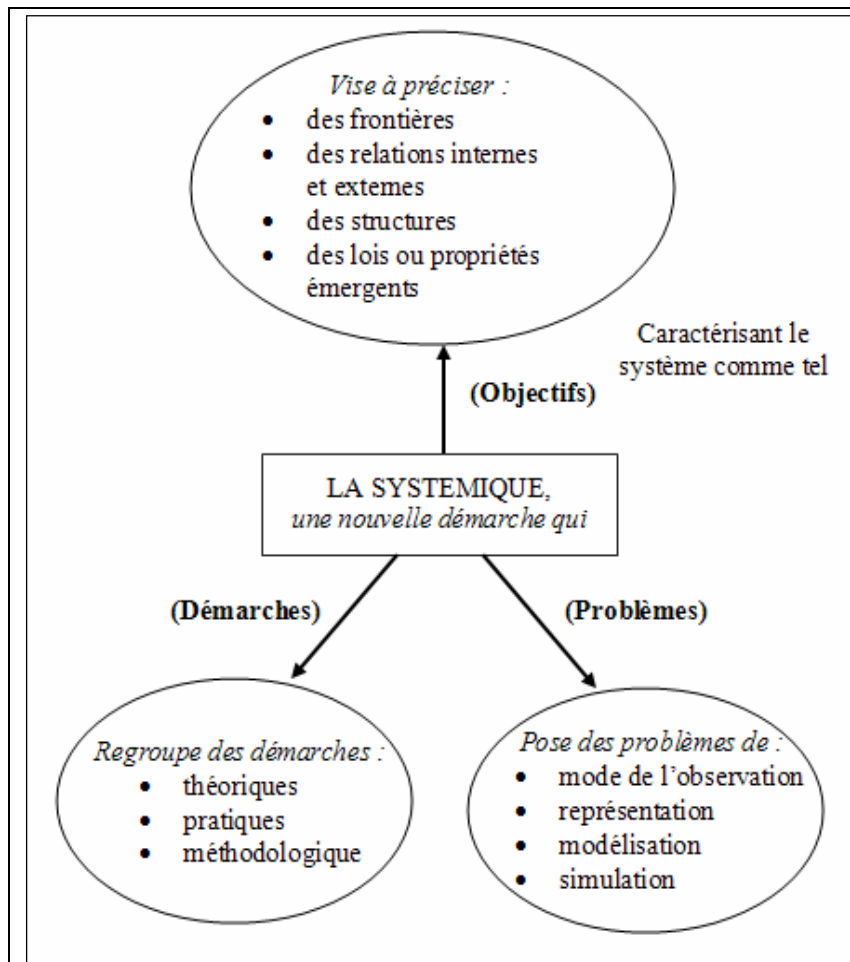 Vise à préciser :
• des frontières
• des relations internes
et externes
• des structures
• des lois ou propriétés
émergents
Caractérisant le
système comme tel
(Objectifs)
LA SYSTEMIQUE,
une nouvelle démarche qui
(Démarches)
(Problèmes)
Regroupe des démarches :
• théoriques
• pratiques
• méthodologique
Pose des problèmes de :
• mode de l’observation
• représentation
• modélisation
• simulation